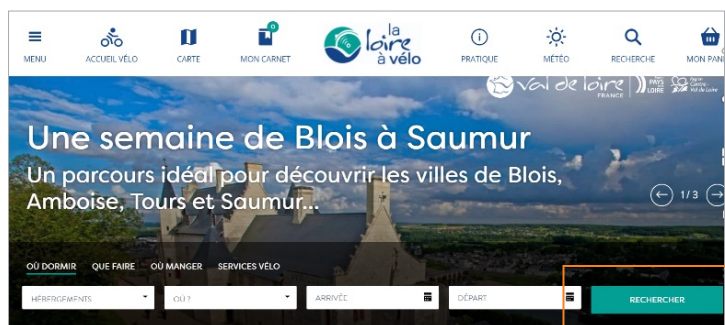 0
la
loire
à vélo
MENU
ACCUEIL VÉLO
CARTE
MON CARNET
PRATIQUE
MÉTÉO
RECHERCHE
MON PANI
Val de loire
FRANCE
PAYS
LOIRE
Une semaine de Blois à Saumur
Un parcours idéal pour découvrir les villes de Blois,
Amboise, Tours et Saumur...
1/3
OÙ DORMIR QUE FAIRE OÙ MANGER SERVICES VÉLO
HÉBERGEMENTS OÙ ? ARRIVÉE DÉPART RECHERCHER